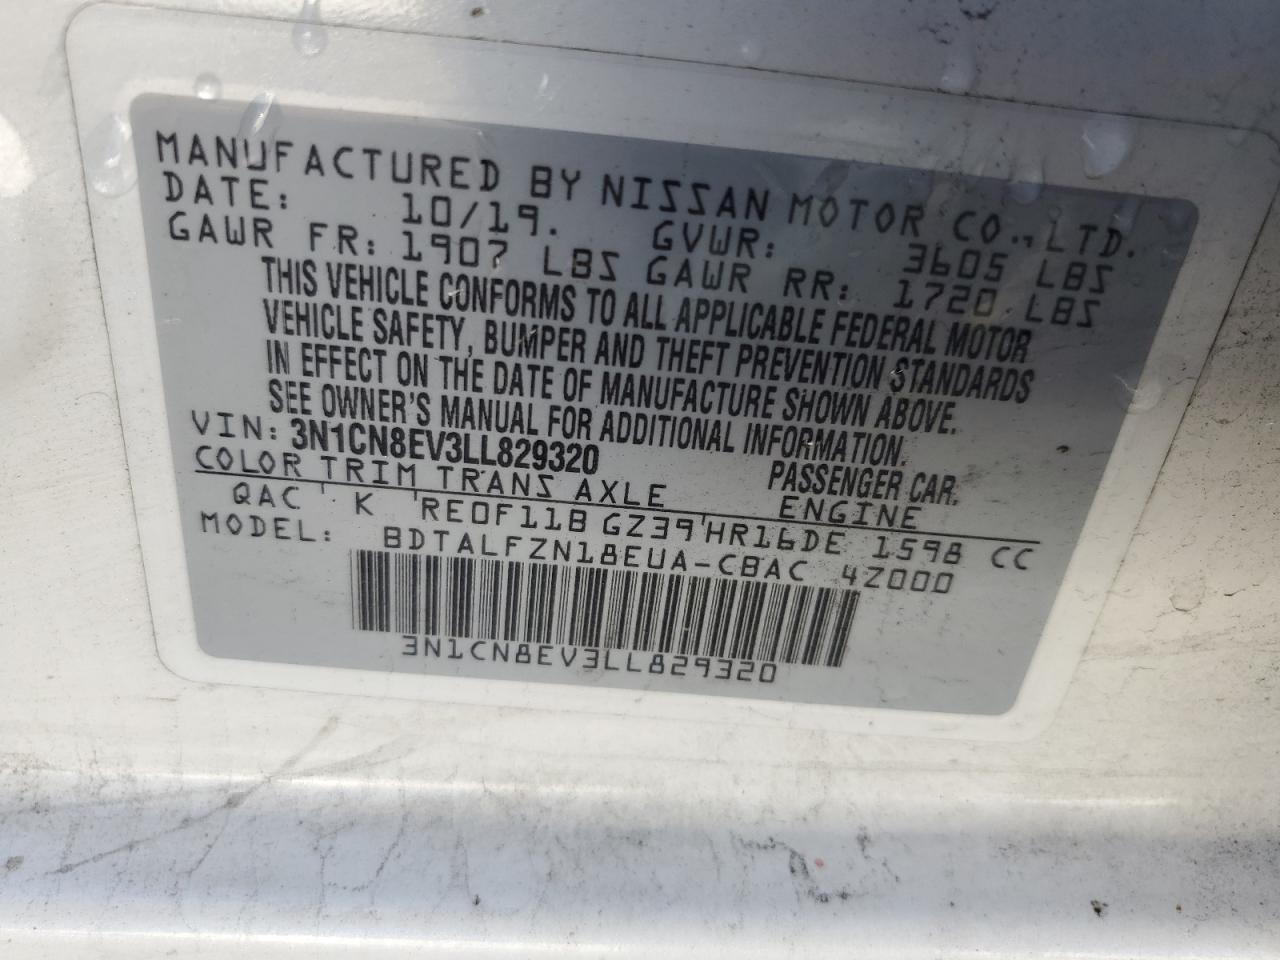 MANUFACTURED BY NISSAN MOTOR CO., LTD.
DATE: 10/19. GVWR: 3605 LBS
GAWR FR: 1907 LBS GAWR RR: 1720 LBS
THIS VEHICLE CONFORMS TO ALL APPLICABLE FEDERAL MOTOR
VEHICLE SAFETY, BUMPER AND THEFT PREVENTION STANDARDS
IN EFFECT ON THE DATE OF MANUFACTURE SHOWN ABOVE.
SEE OWNER'S MANUAL FOR ADDITIONAL INFORMATION.
VIN: 3N1CN8EV3LL829320 PASSENGER CAR.
COLOR TRIM TRANS AXLE ENGINE
QAC K RE0F11B GZ39 HR16DE 1598 CC
MODEL: BDTALFZN18EUA-CBAC 4Z000
3N1CN8EV3LL829320